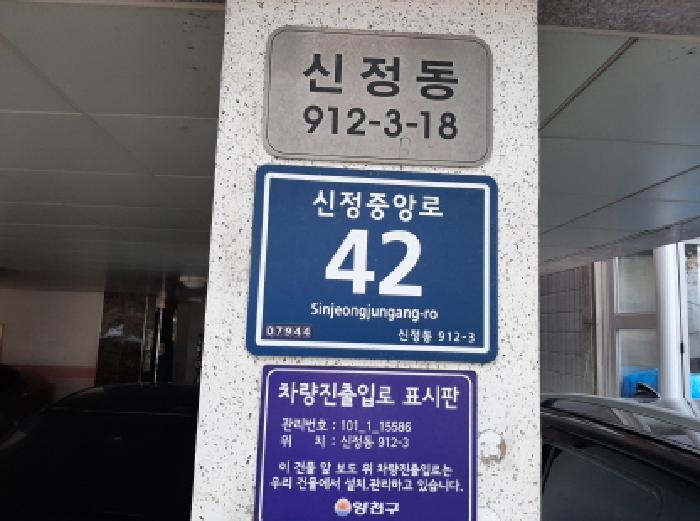 신정동
912-3-18
신정중앙로
42
Sinjeongjungang-ro
07944 신정동 912-3
차량진출입로 표시판
관리번호 : 101_1_15586
위 치 : 신정동 912-3
이 건물 앞 보도 위 차량진출입로는
우리 건물에서 설치,관리하고 있습니다.
양천구